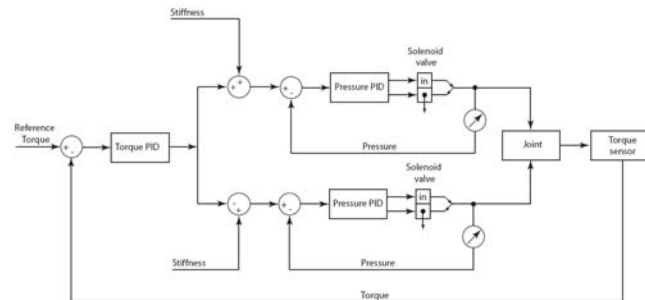 Stiffness
Solenoid
valve
in
Pressure PID
Reference
Torque
Torque PID
Pressure
Joint
Torque
sensor
Solenoid
valve
in
Pressure PID
Stiffness
Pressure
Torque